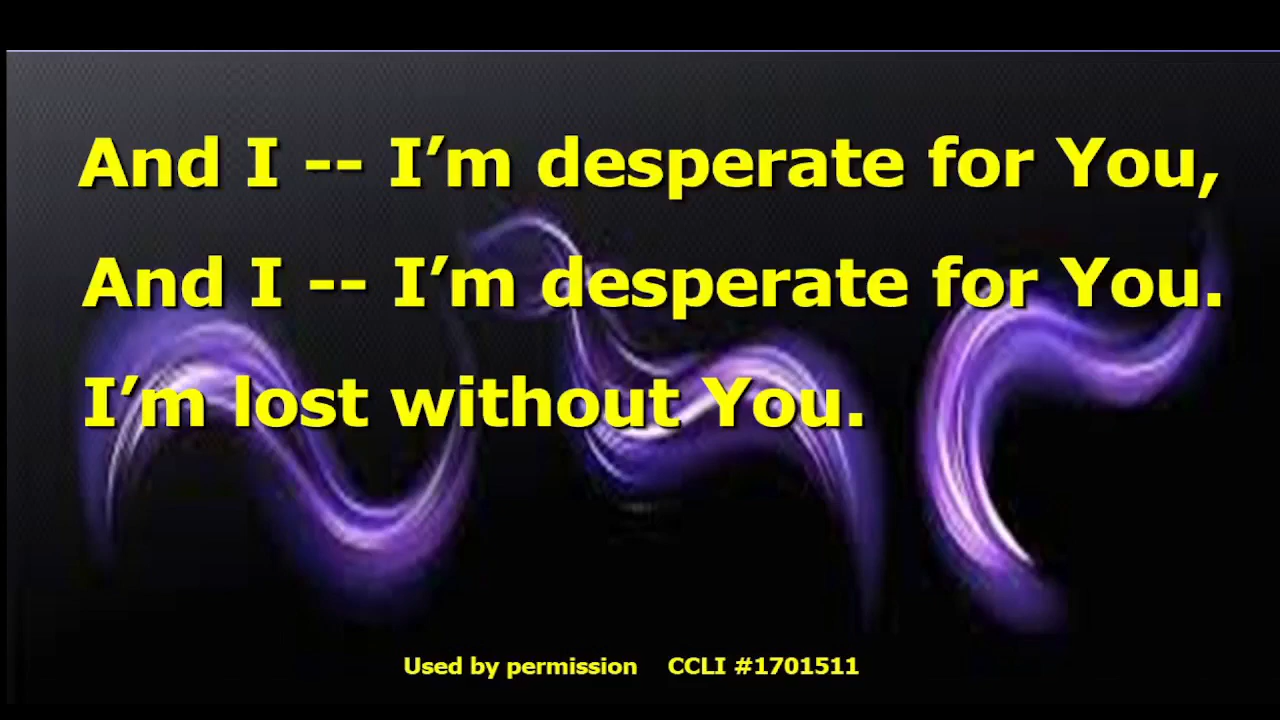 And I -- I’m desperate for You,
And I -- I’m desperate for You.
I’m lost without You.
Used by permission CCLI #1701511